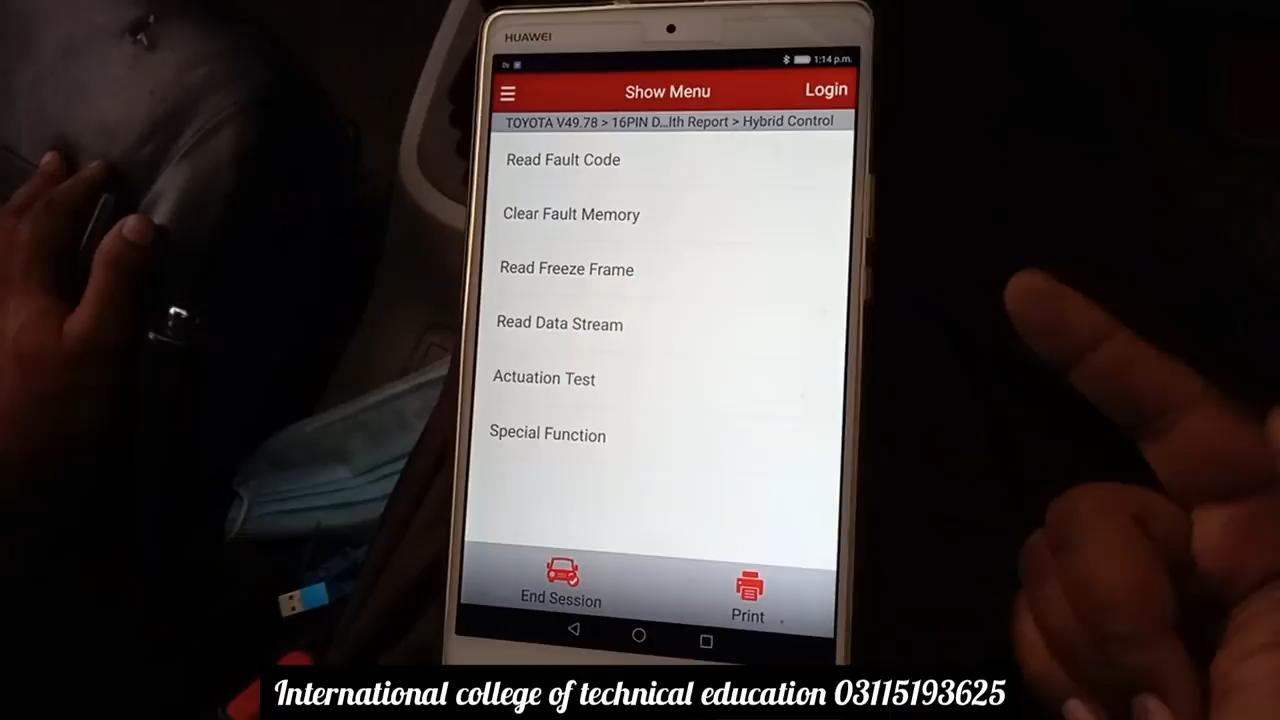 HUAWEI
1:14 p.m.
Show Menu
Login
TOYOTA V49.78 > 16PIN D...lth Report > Hybrid Control
Read Fault Code
Clear Fault Memory
Read Freeze Frame
Read Data Stream
Actuation Test
Special Function
End Session
Print
International college of technical education 03115193625